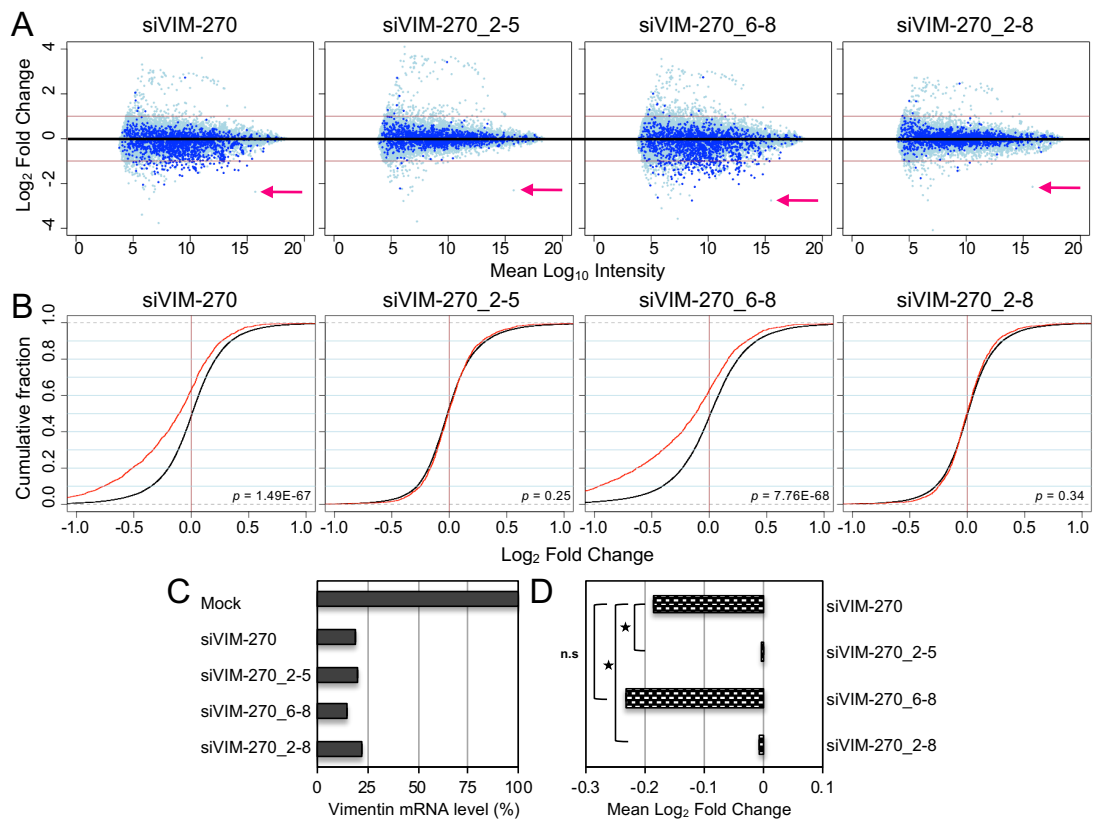 A
siVIM-270 siVIM-270_2-5 siVIM-270_6-8 siVIM-270_2-8
Log2 Fold Change
4
2
0
-2
4
0 5 10 15 20 0 5 10 15 20 0 5 10 15 20 0 5 10 15 20
Mean Log10 Intensity
B
siVIM-270 siVIM-270_2-5 siVIM-270_6-8 siVIM-270_2-8
Cumulative fraction
1.0
0.8
0.6
0.4
0.2
0.0
p = 1.49E-67 p = 0.25 p = 7.76E-68 p = 0.34
-1.0 -0.5 0.0 0.5 1.0 -1.0 -0.5 0.0 0.5 1.0 -1.0 -0.5 0.0 0.5 1.0 -1.0 -0.5 0.0 0.5 1.0
Log2 Fold Change
C
Mock
siVIM-270
siVIM-270_2-5
siVIM-270_6-8
siVIM-270_2-8
0 25 50 75 100
Vimentin mRNA level (%)
D
n.s
siVIM-270
siVIM-270_2-5
siVIM-270_6-8
siVIM-270_2-8
-0.3 -0.2 -0.1 0 0.1
Mean Log2 Fold Change